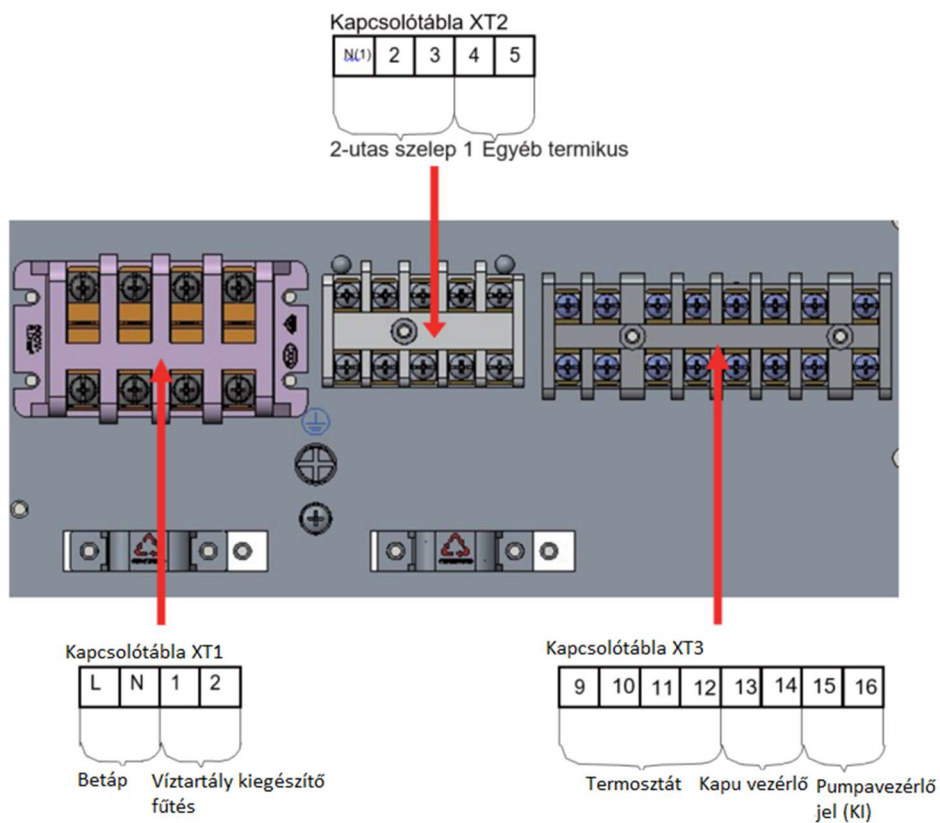 Kapcsolótábla XT2
N(1) 2 3 4 5
2-utas szelep 1 Egyéb termikus
Kapcsolótábla XT1
L N 1 2
Betáp Víztartály kiegészítő
fűtés
Kapcsolótábla XT3
9 10 11 12 13 14 15 16
Termosztát Kapu vezérlő Pumpavezérlő
jel (KI)